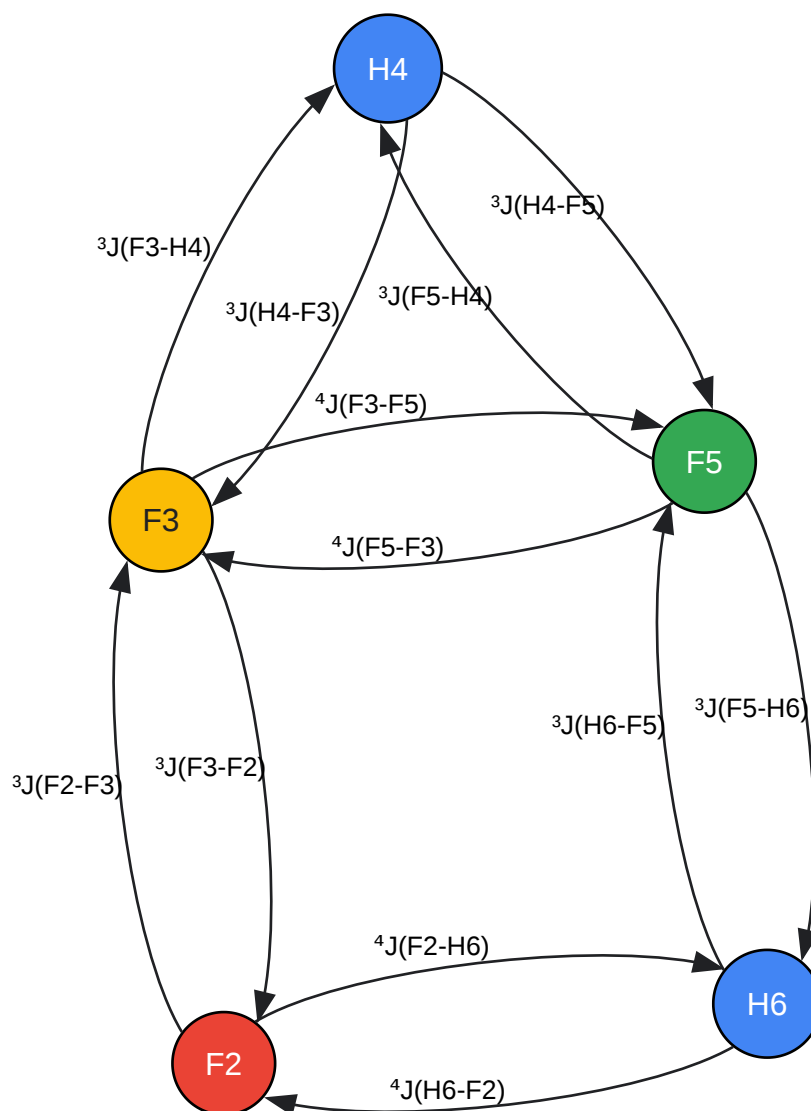 H4
³J(H4-F5)
³J(F3-H4)
³J(F5-H4)
³J(H4-F3)
⁴J(F3-F5)
F5
F3
⁴J(F5-F3)
³J(F5-H6)
³J(H6-F5)
³J(F3-F2)
³J(F2-F3)
⁴J(F2-H6)
H6
F2
⁴J(H6-F2)